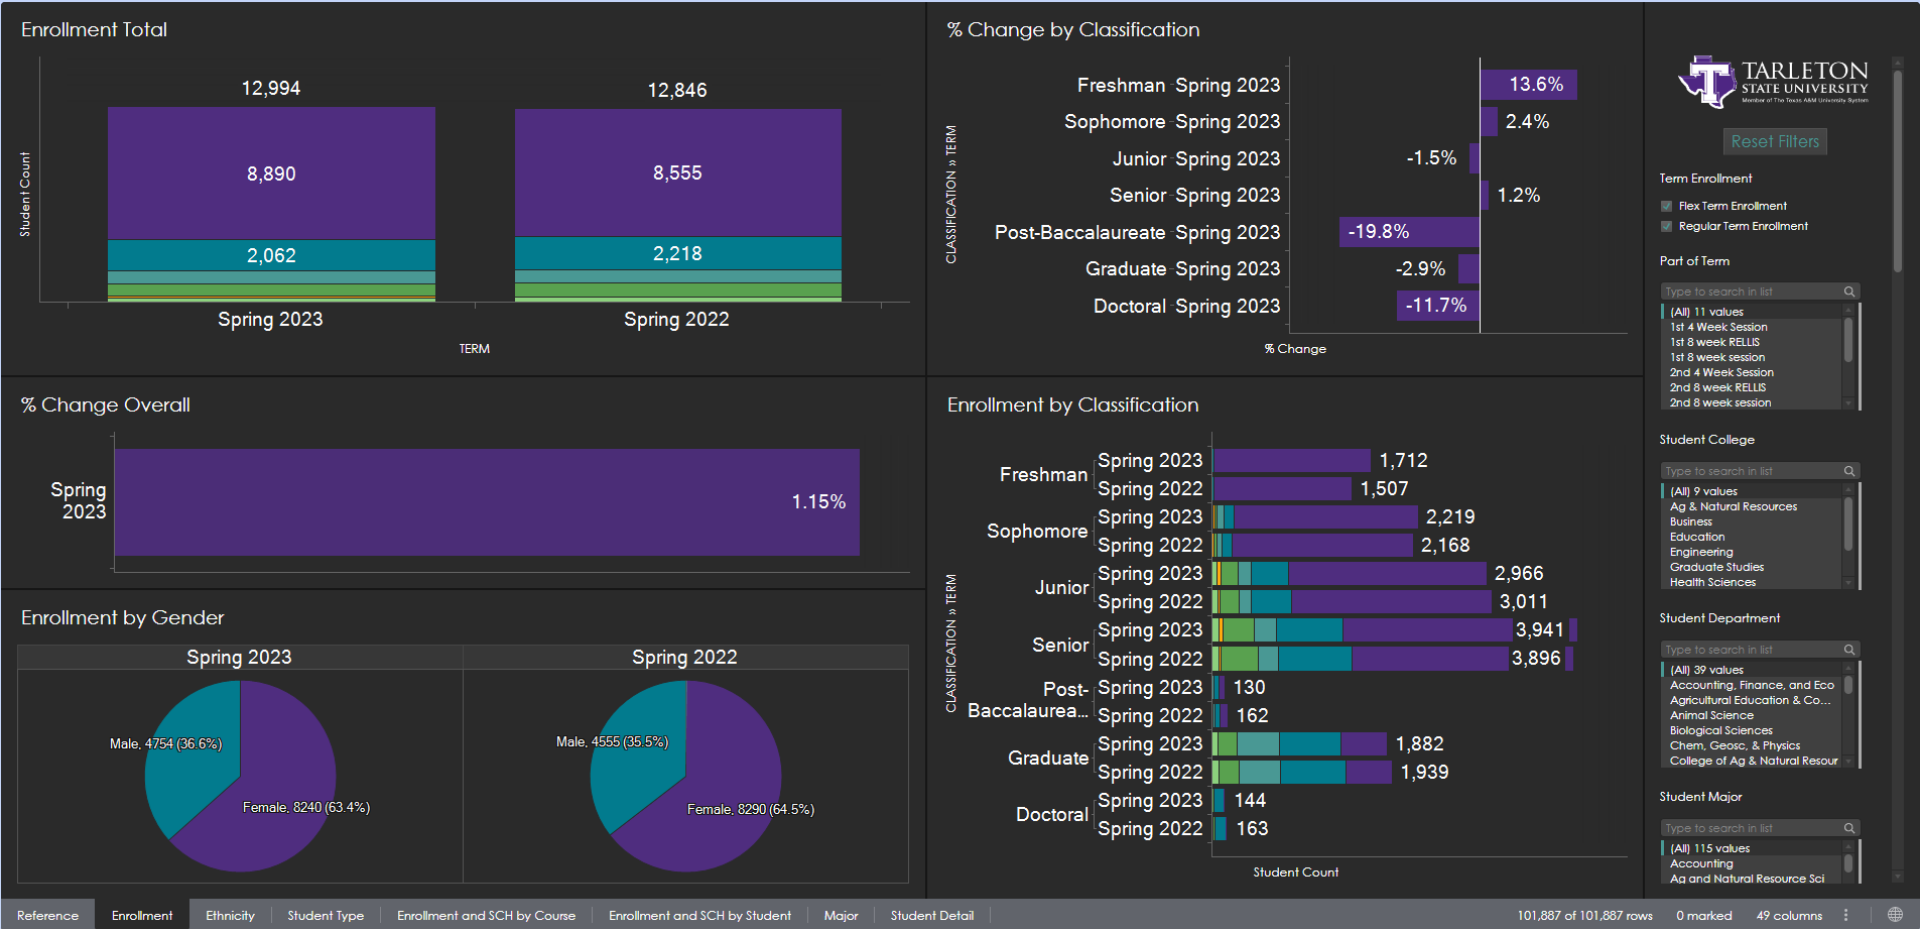 Enrollment Total
12,994
12,846
8,890
8,555
2,062
2,218
Student Count
Spring 2023
Spring 2022
TERM
% Change by Classification
CLASSIFICATION » TERM
Freshman Spring 2023
13.6%
Sophomore Spring 2023
2.4%
Junior Spring 2023
-1.5%
Senior Spring 2023
1.2%
Post-Baccalaureate Spring 2023
-19.8%
Graduate Spring 2023
-2.9%
Doctoral Spring 2023
-11.7%
% Change
% Change Overall
Spring
2023
1.15%
Enrollment by Gender
Spring 2023
Spring 2022
Male, 4754 (36.6%)
Female, 8240 (63.4%)
Male, 4555 (35.5%)
Female, 8290 (64.5%)
Enrollment by Classification
CLASSIFICATION » TERM
Freshman
Spring 2023
1,712
Spring 2022
1,507
Sophomore
Spring 2023
2,219
Spring 2022
2,168
Junior
Spring 2023
2,966
Spring 2022
3,011
Senior
Spring 2023
3,941
Spring 2022
3,896
Post-
Baccalaurea...
Spring 2023
130
Spring 2022
162
Graduate
Spring 2023
1,882
Spring 2022
1,939
Doctoral
Spring 2023
144
Spring 2022
163
Student Count
T
TARLETON
STATE UNIVERSITY
Member of The Texas A&M University System
Reset Filters
Term Enrollment
Flex Term Enrollment
Regular Term Enrollment
Part of Term
Type to search in list
(All) 11 values
1st 4 Week Session
1st 8 week RELLIS
1st 8 week session
2nd 4 Week Session
2nd 8 week RELLIS
2nd 8 week session
Student College
Type to search in list
(All) 9 values
Ag & Natural Resources
Business
Education
Engineering
Graduate Studies
Health Sciences
Student Department
Type to search in list
(All) 39 values
Accounting, Finance, and Eco
Agricultural Education & Co...
Animal Science
Biological Sciences
Chem, Geosc, & Physics
College of Ag & Natural Resour
Student Major
Type to search in list
(All) 115 values
Accounting
Ag and Natural Resource Sci
Reference
Enrollment
Ethnicity
Student Type
Enrollment and SCH by Course
Enrollment and SCH by Student
Major
Student Detail
101,887 of 101,887 rows
0 marked
49 columns